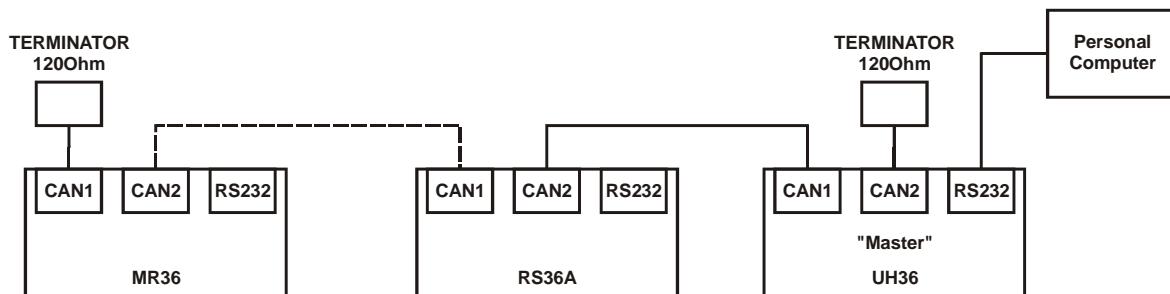 TERMINATOR
120Ohm
TERMINATOR
120Ohm
Personal
Computer
CAN1
CAN2
RS232
CAN1
CAN2
RS232
CAN1
CAN2
RS232
"Master"
MR36
RS36A
UH36